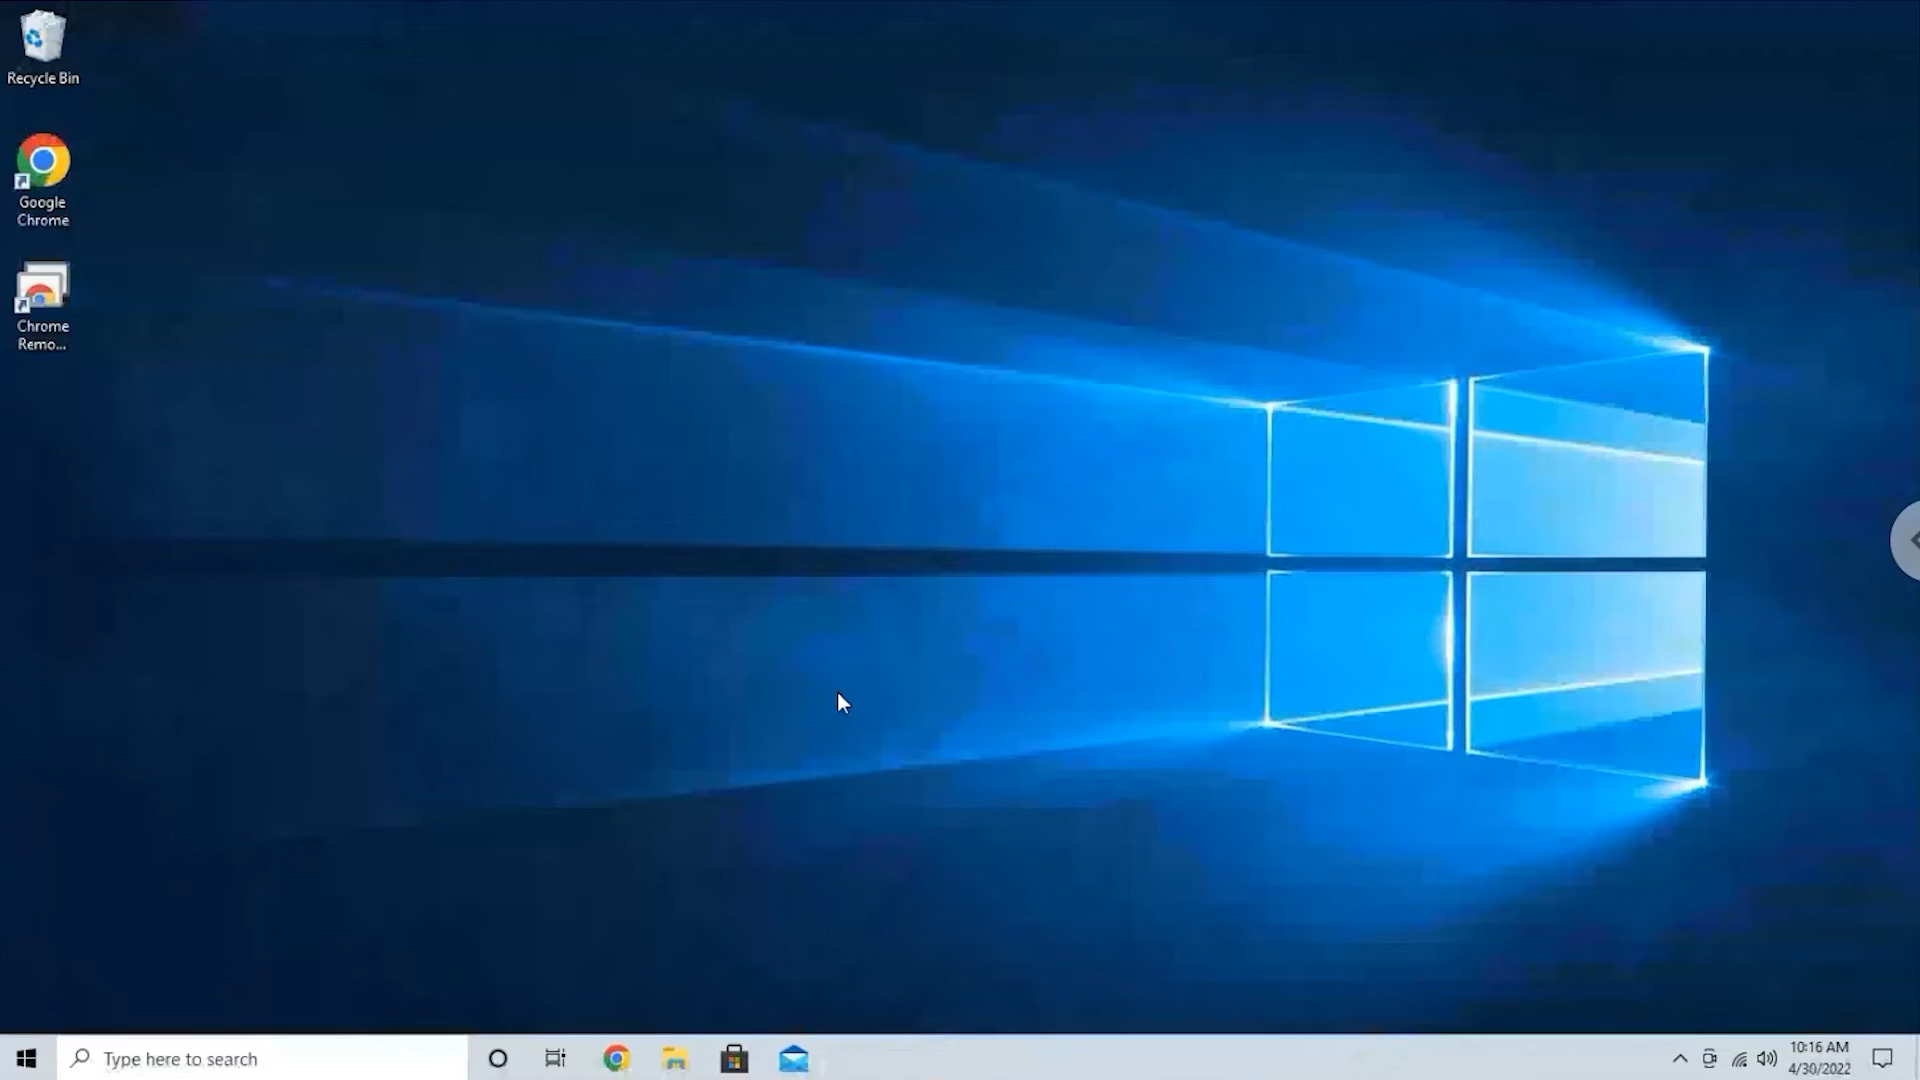 Recycle Bin
Google
Chrome
Chrome
Remo...
Type here to search
10:16 AM
4/30/2022